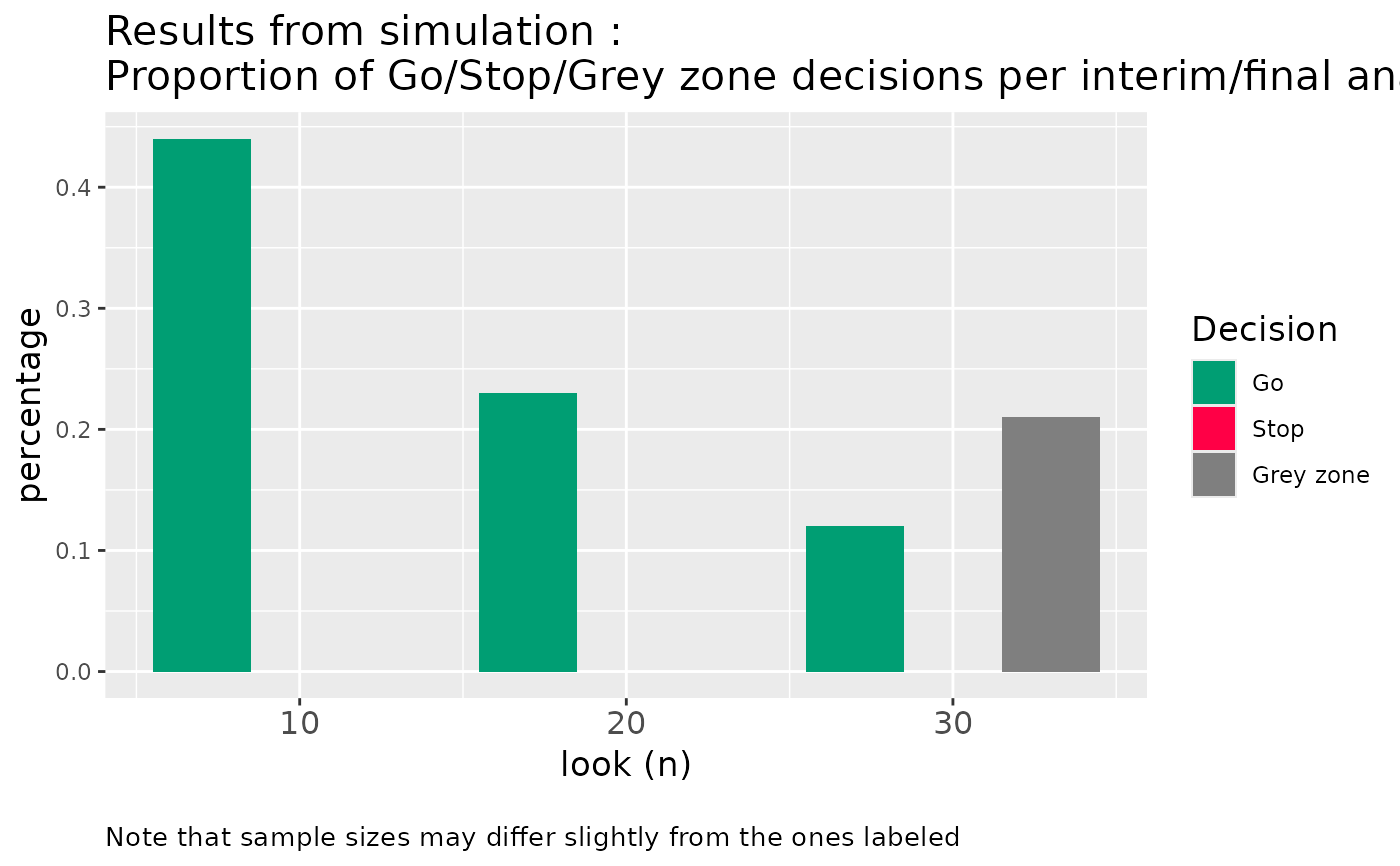 Results from simulation :
Proportion of Go/Stop/Grey zone decisions per interim/final
0.4
0.3
0.2
0.1
0.0
percentage
10
20
30
look (n)
Decision
Go
Stop
Grey zone
Note that sample sizes may differ slightly from the ones labeled